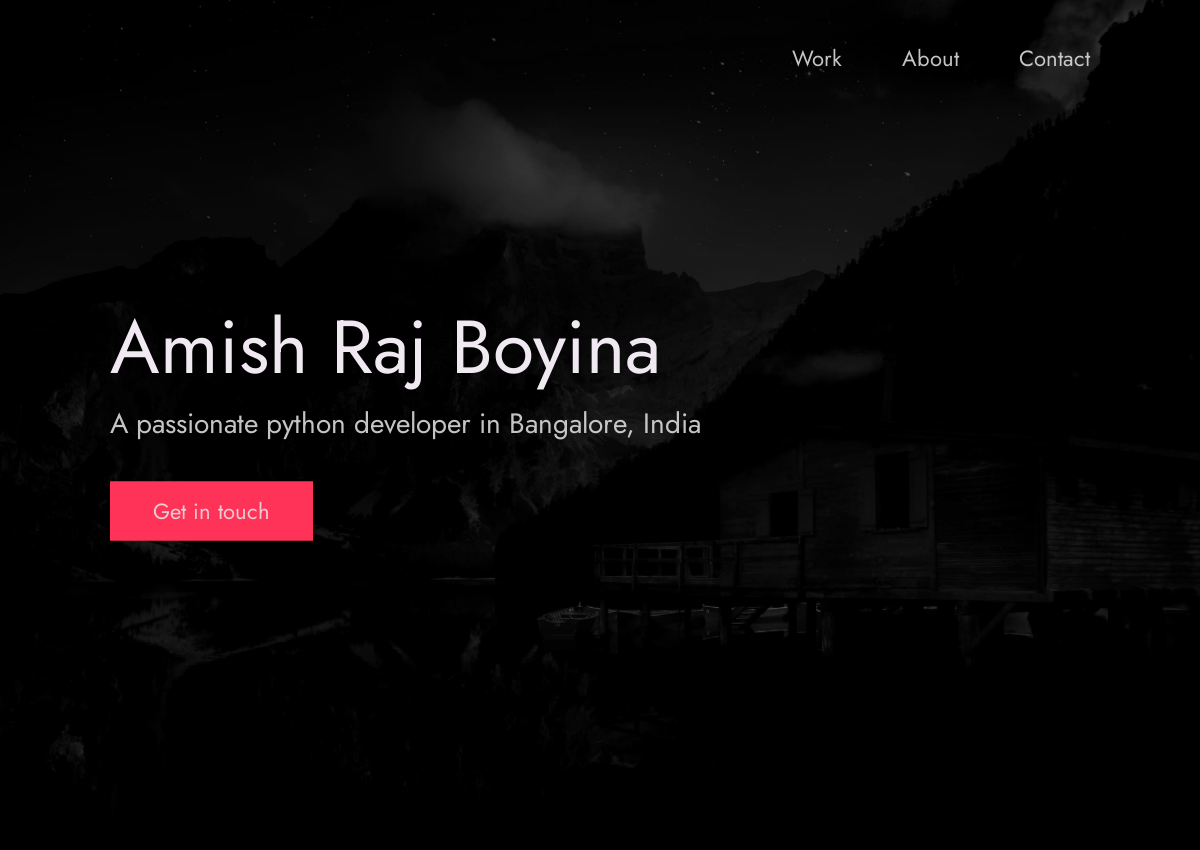 Work About Contact
Amish Raj Boyina
A passionate python developer in Bangalore, India
Get in touch